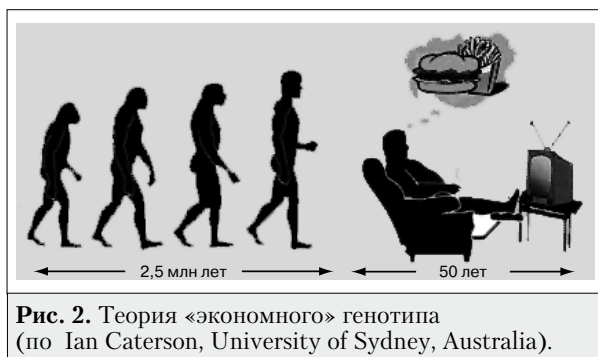 2,5 млн лет
50 лет
Рис. 2. Теория «экономного» генотипа
(по Ian Caterson, University of Sydney, Australia).